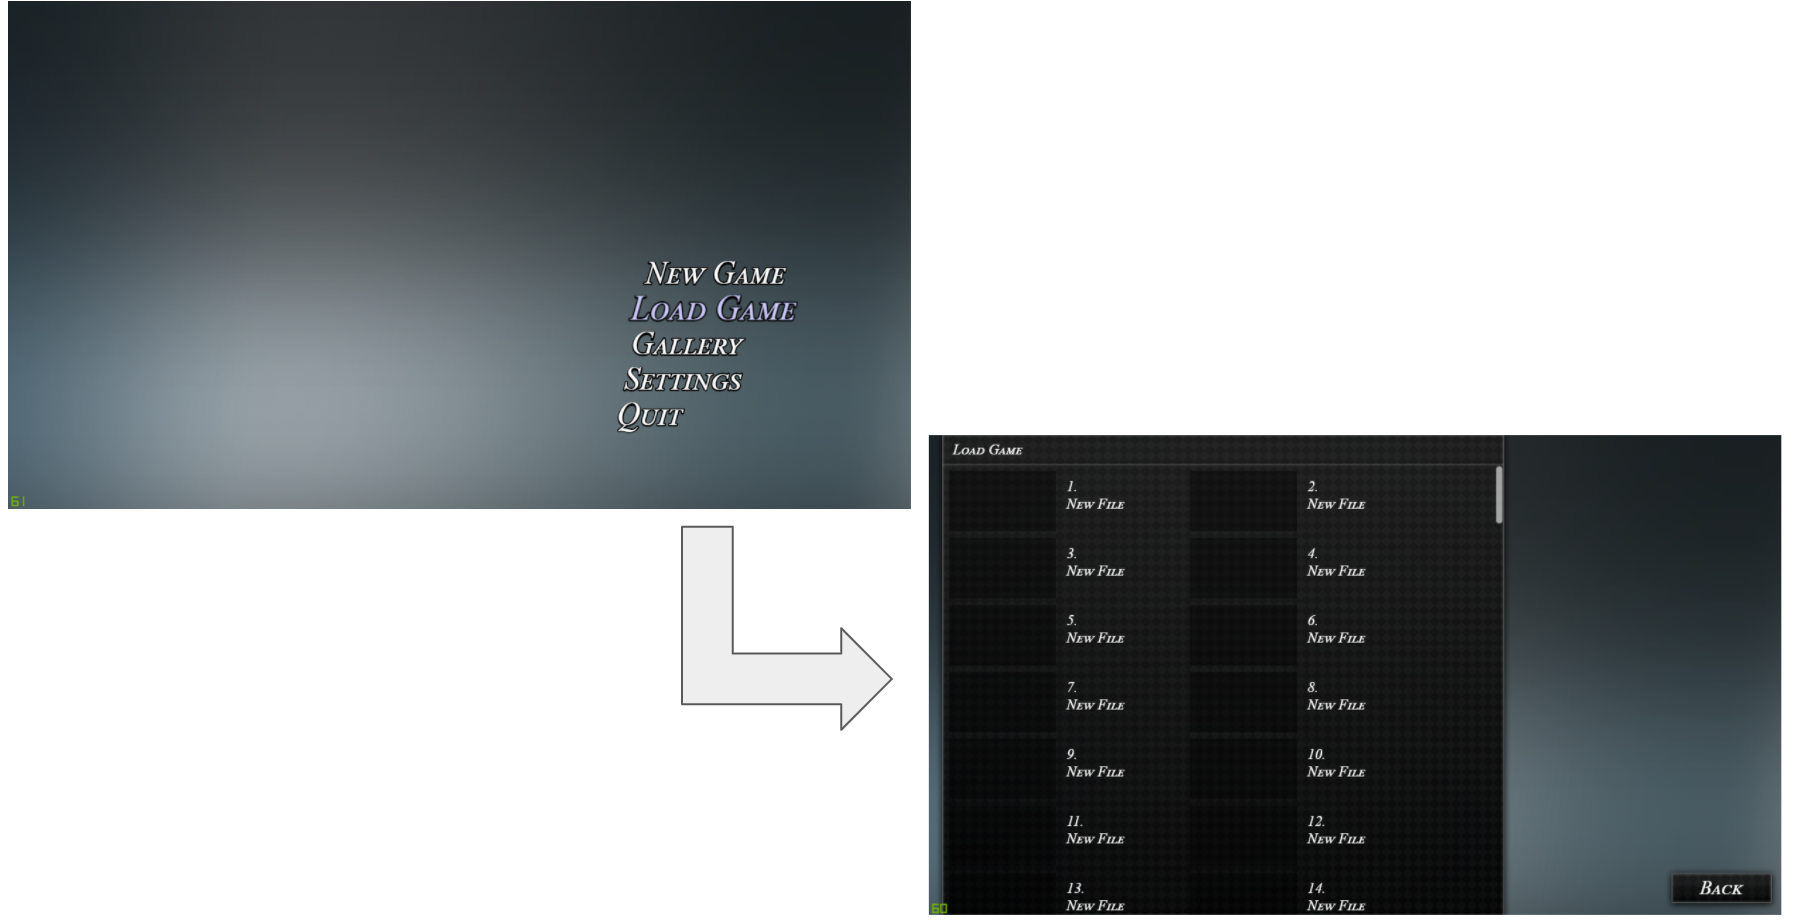 New Game
Load Game
Gallery
Settings
Quit
61
Load Game
1.
New File
2.
New File
3.
New File
4.
New File
5.
New File
6.
New File
7.
New File
8.
New File
9.
New File
10.
New File
11.
New File
12.
New File
13.
New File
14.
New File
Back
60